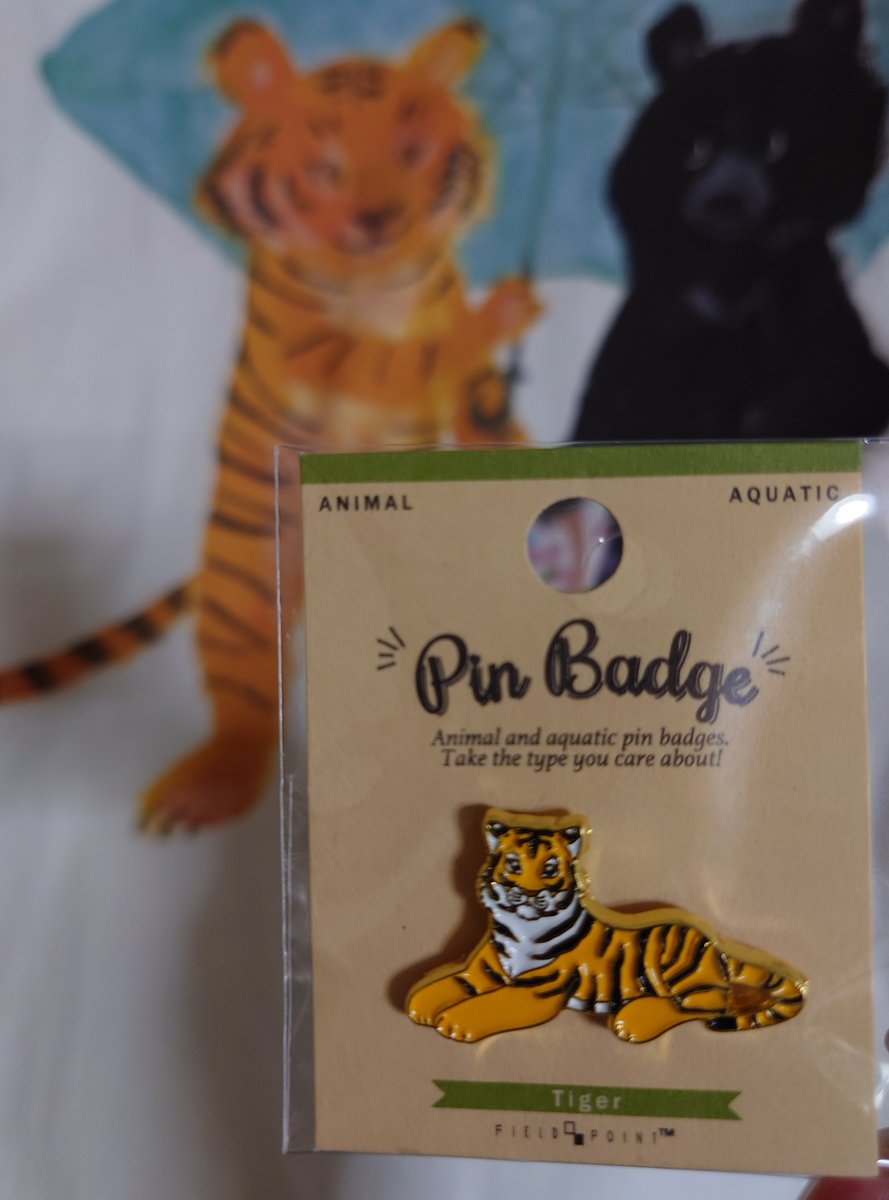 ANIMAL
AQUATIC
Pin Badge
Animal and aquatic pin badges.
Take the type you care about!
Tiger
FIELD POINT™